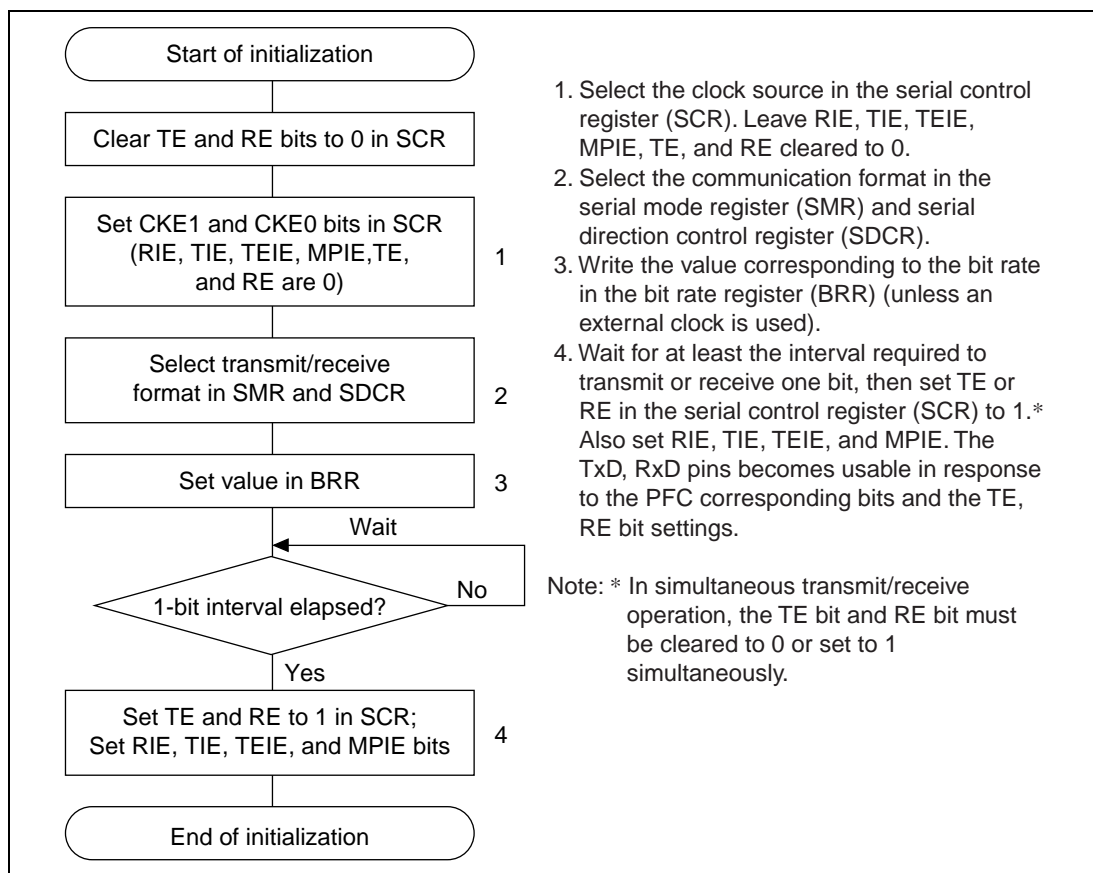 Start of initialization
Clear TE and RE bits to 0 in SCR
Set CKE1 and CKE0 bits in SCR
(RIE, TIE, TEIE, MPIE,TE,
and RE are 0)
1
Select transmit/receive
format in SMR and SDCR
2
Set value in BRR
3
Wait
1-bit interval elapsed?
No
Yes
Set TE and RE to 1 in SCR;
Set RIE, TIE, TEIE, and MPIE bits
4
End of initialization
1. Select the clock source in the serial control
register (SCR). Leave RIE, TIE, TEIE,
MPIE, TE, and RE cleared to 0.
2. Select the communication format in the
serial mode register (SMR) and serial
direction control register (SDCR).
3. Write the value corresponding to the bit rate
in the bit rate register (BRR) (unless an
external clock is used).
4. Wait for at least the interval required to
transmit or receive one bit, then set TE or
RE in the serial control register (SCR) to 1.*
Also set RIE, TIE, TEIE, and MPIE. The
TxD, RxD pins becomes usable in response
to the PFC corresponding bits and the TE,
RE bit settings.
Note: * In simultaneous transmit/receive
operation, the TE bit and RE bit must
be cleared to 0 or set to 1
simultaneously.